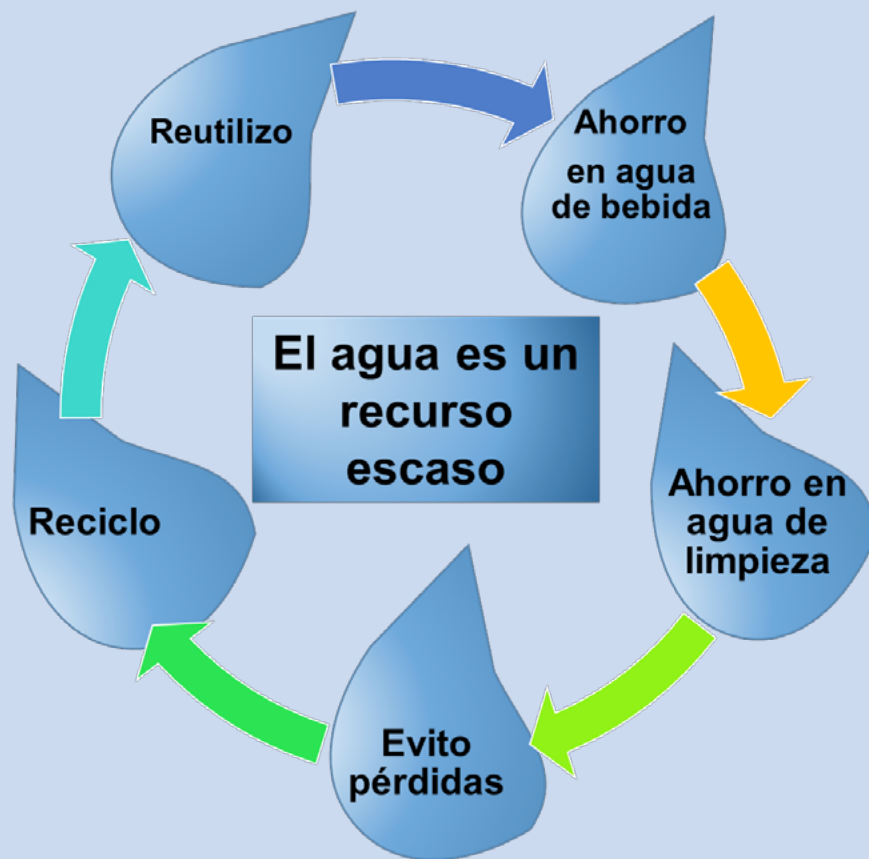 Reutilizo
Ahorro
en agua
de bebida
El agua es un
recurso
escaso
Ahorro en
agua de
limpieza
Reciclo
Evito
pérdidas